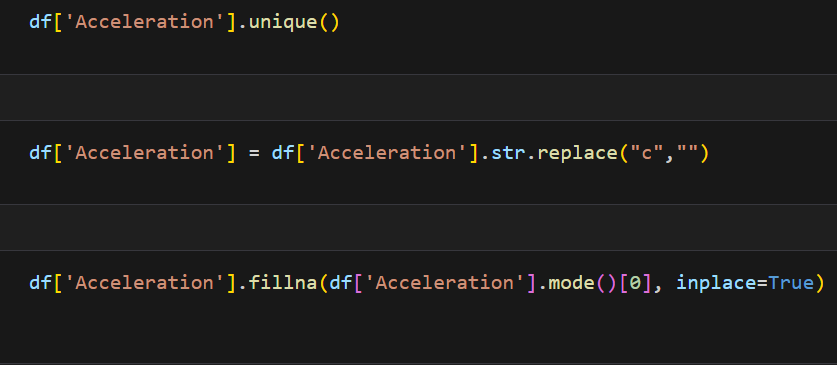 df['Acceleration'].unique()
df['Acceleration'] = df['Acceleration'].str.replace("c","")
df['Acceleration'].fillna(df['Acceleration'].mode()[0], inplace=True)